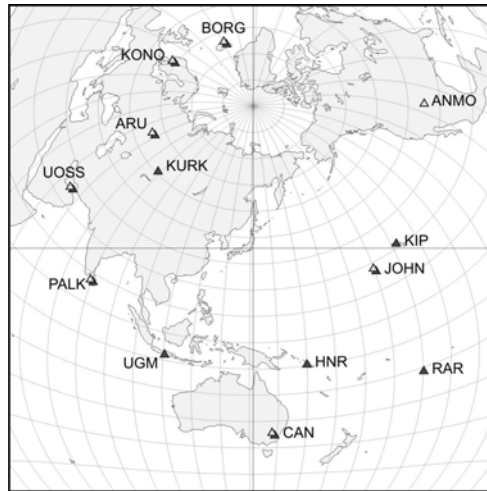 BORG
KONO
ANMO
ARU
KURK
UOSS
KIP
JOHN
PALK
UGM
HNR
RAR
CAN